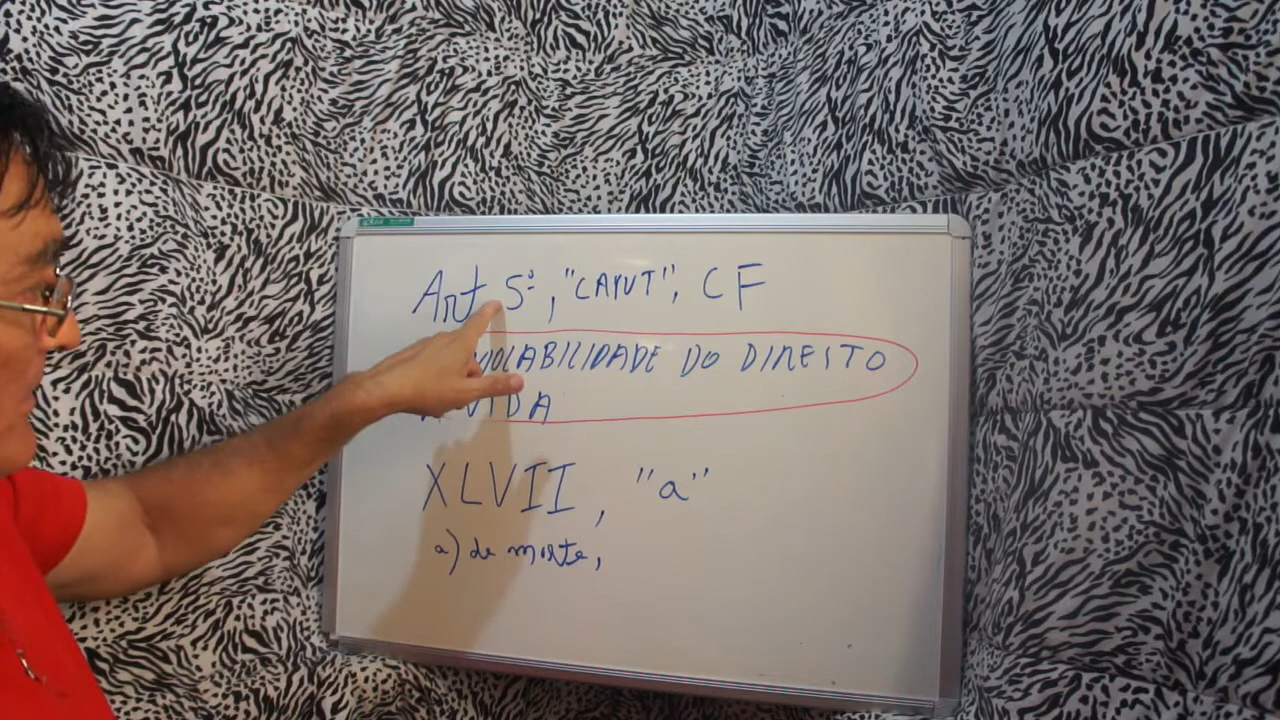 Art 5º, "CAPUT", CF
VIOLABILIDADE DO DIREITO
VIDA
XLVII, "a"
a) de morte,